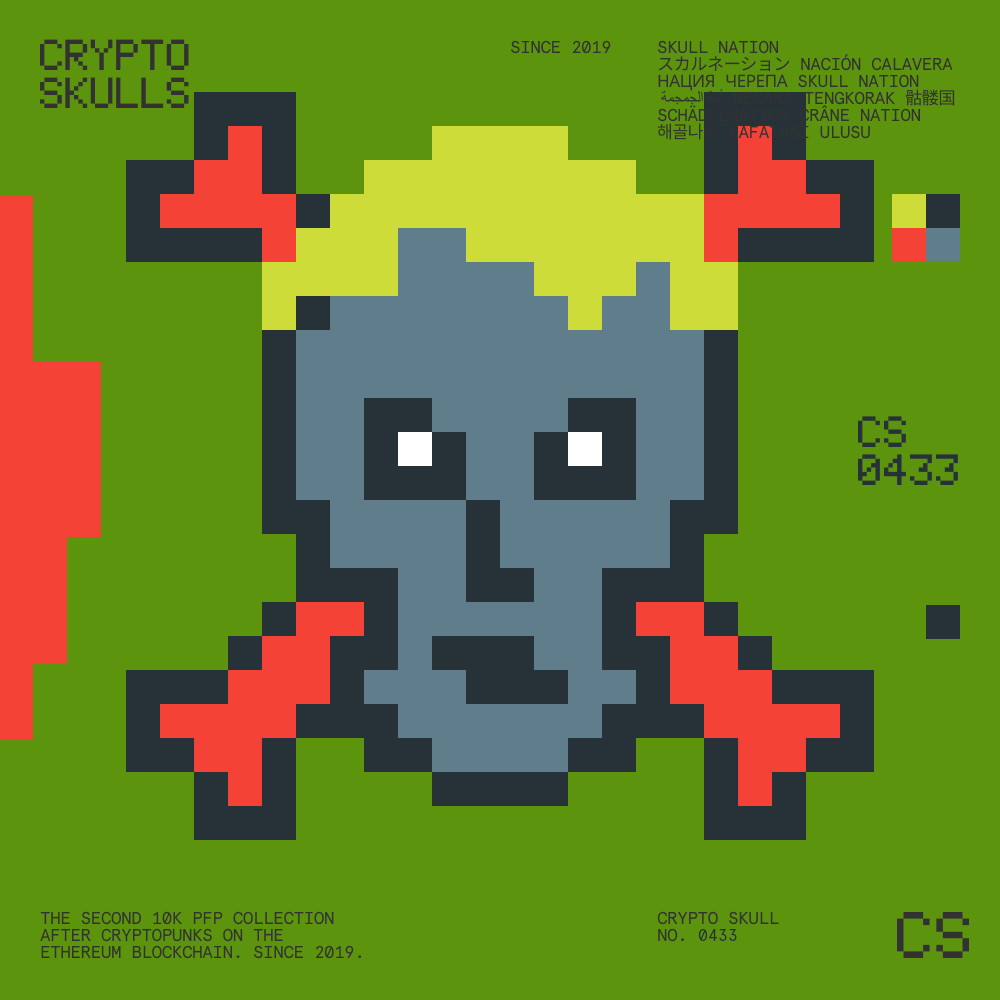 CRYPTO
SKULLS
SINCE 2019
SKULL NATION
スカルネーション NACIÓN CALAVERA
НАЦИЯ ЧЕРЕПА SKULL NATION
TENGKORAK 骷髅国
CRÂNE NATION
해골 ULUSU
CS
0433
THE SECOND 10K PFP COLLECTION
AFTER CRYPTOPUNKS ON THE
ETHEREUM BLOCKCHAIN. SINCE 2019.
CRYPTO SKULL
NO. 0433
CS